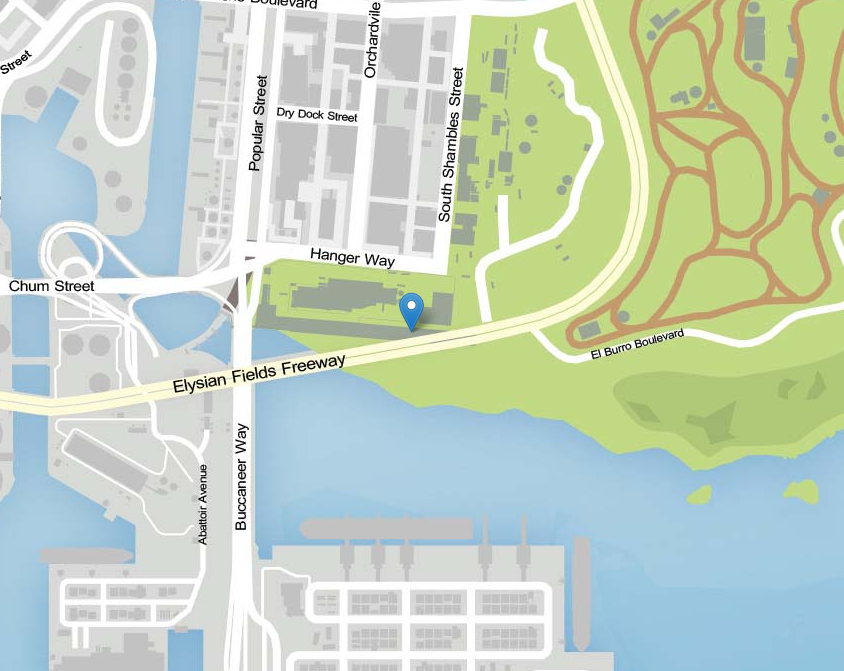 Boulevard
Street
Orchardville
Popular Street
Dry Dock Street
South Shambles Street
Hanger Way
Chum Street
El Burro Boulevard
Elysian Fields Freeway
Buccaneer Way
Abattoir Avenue